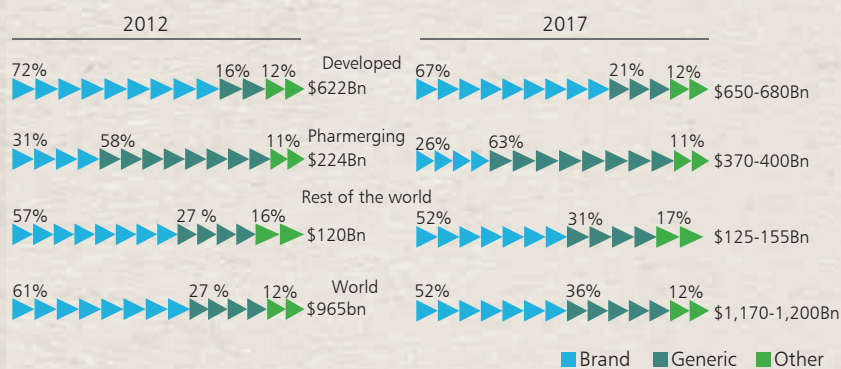 2012 2017
Developed
72% 16% 12% 67% 21% 12%
$622Bn $650-680Bn
Pharmerging
31% 58% 11% 26% 63% 11%
$224Bn $370-400Bn
Rest of the world
57% 27 % 16% 52% 31% 17%
$120Bn $125-155Bn
World
61% 27 % 12% 52% 36% 12%
$965bn $1,170-1,200Bn
Brand Generic Other